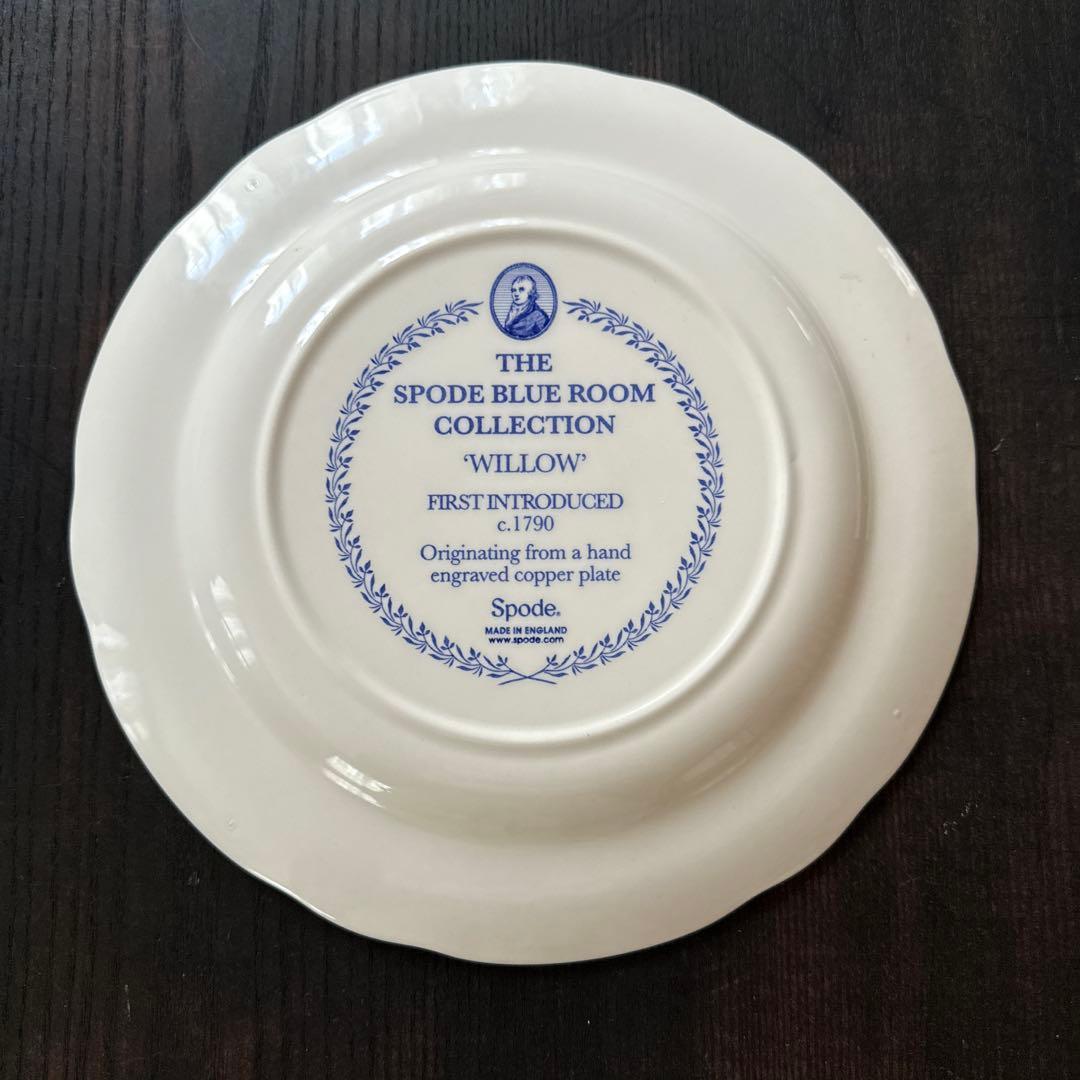 THE
SPODE BLUE ROOM
COLLECTION
‘WILLOW’
FIRST INTRODUCED
c.1790
Originating from a hand
engraved copper plate
Spode®
MADE IN ENGLAND
www.spode.com